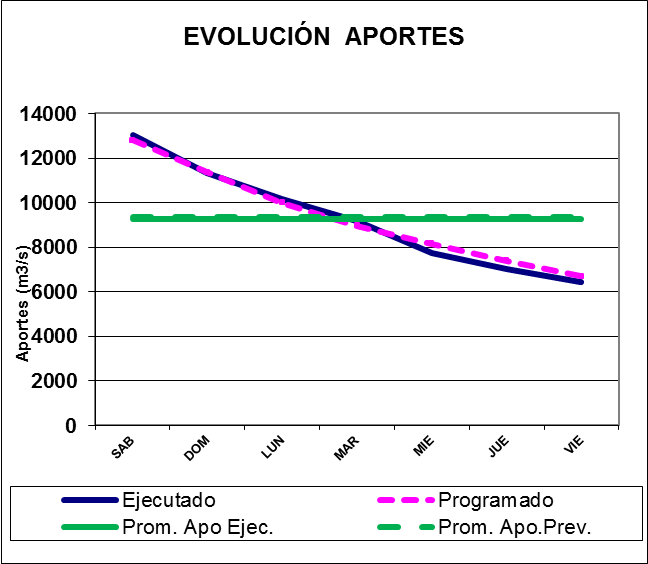 EVOLUCIÓN APORTES
14000
12000
10000
8000
6000
4000
2000
0
Aportes (m3/s)
SAB DOM LUN MAR MIE JUE VIE
Ejecutado Programado
Prom. Apo Ejec. Prom. Apo.Prev.